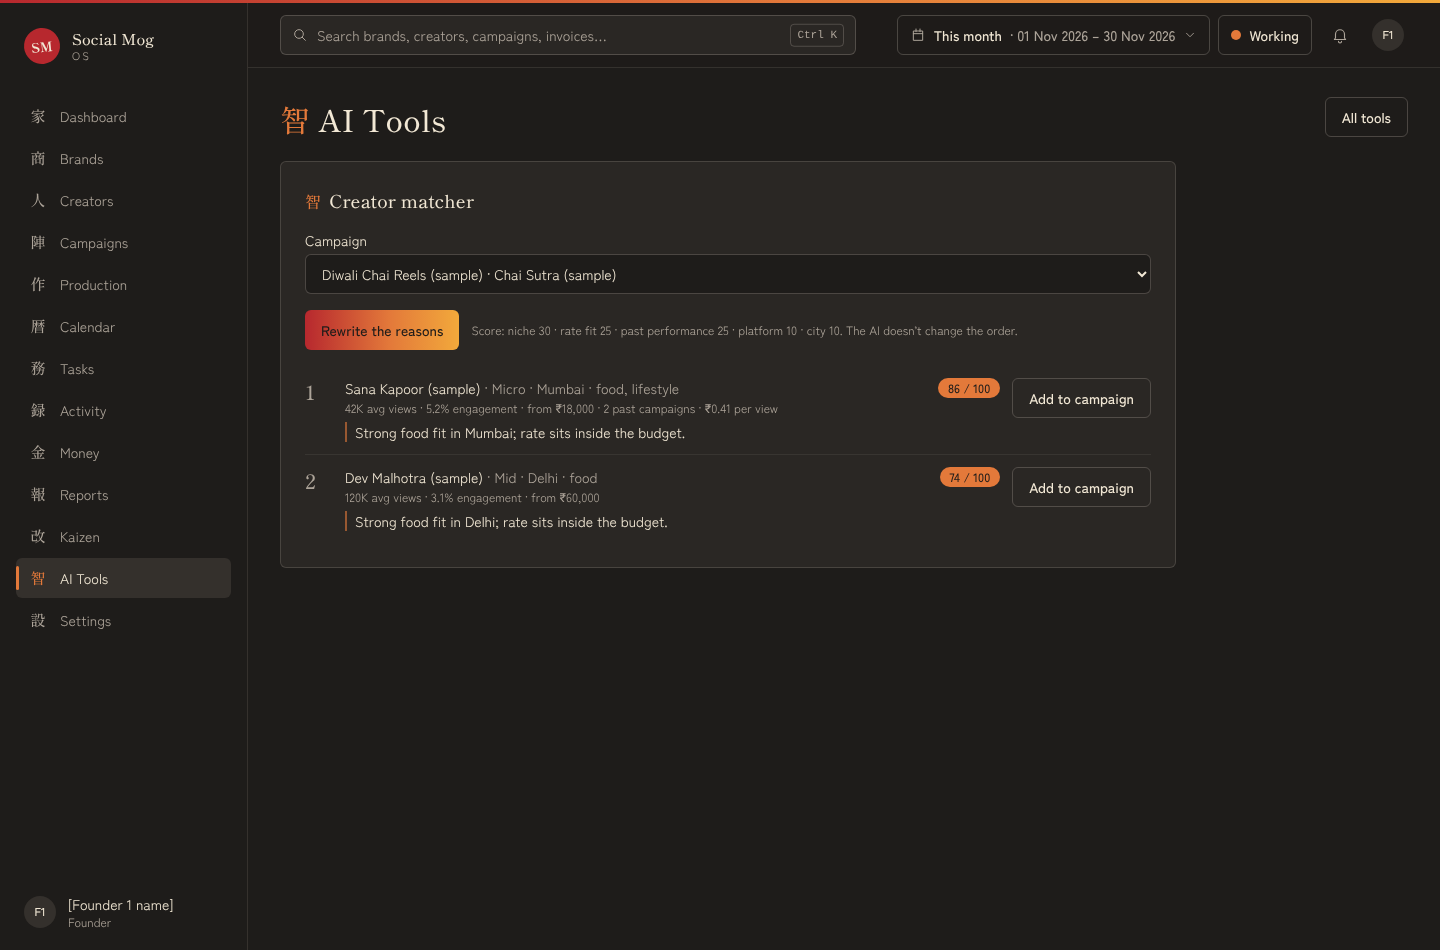 SM
Social Mog
OS
Search brands, creators, campaigns, invoices...
Ctrl K
This month · 01 Nov 2026 – 30 Nov 2026
Working
F1
家 Dashboard
商 Brands
人 Creators
陣 Campaigns
作 Production
暦 Calendar
務 Tasks
録 Activity
金 Money
報 Reports
改 Kaizen
智 AI Tools
設 Settings
F1
[Founder 1 name]
Founder
智 AI Tools
All tools
智 Creator matcher
Campaign
Diwali Chai Reels (sample) · Chai Sutra (sample)
Rewrite the reasons
Score: niche 30 · rate fit 25 · past performance 25 · platform 10 · city 10. The AI doesn't change the order.
1
Sana Kapoor (sample) · Micro · Mumbai · food, lifestyle
42K avg views · 5.2% engagement · from ₹18,000 · 2 past campaigns · ₹0.41 per view
Strong food fit in Mumbai; rate sits inside the budget.
86 / 100
Add to campaign
2
Dev Malhotra (sample) · Mid · Delhi · food
120K avg views · 3.1% engagement · from ₹60,000
Strong food fit in Delhi; rate sits inside the budget.
74 / 100
Add to campaign